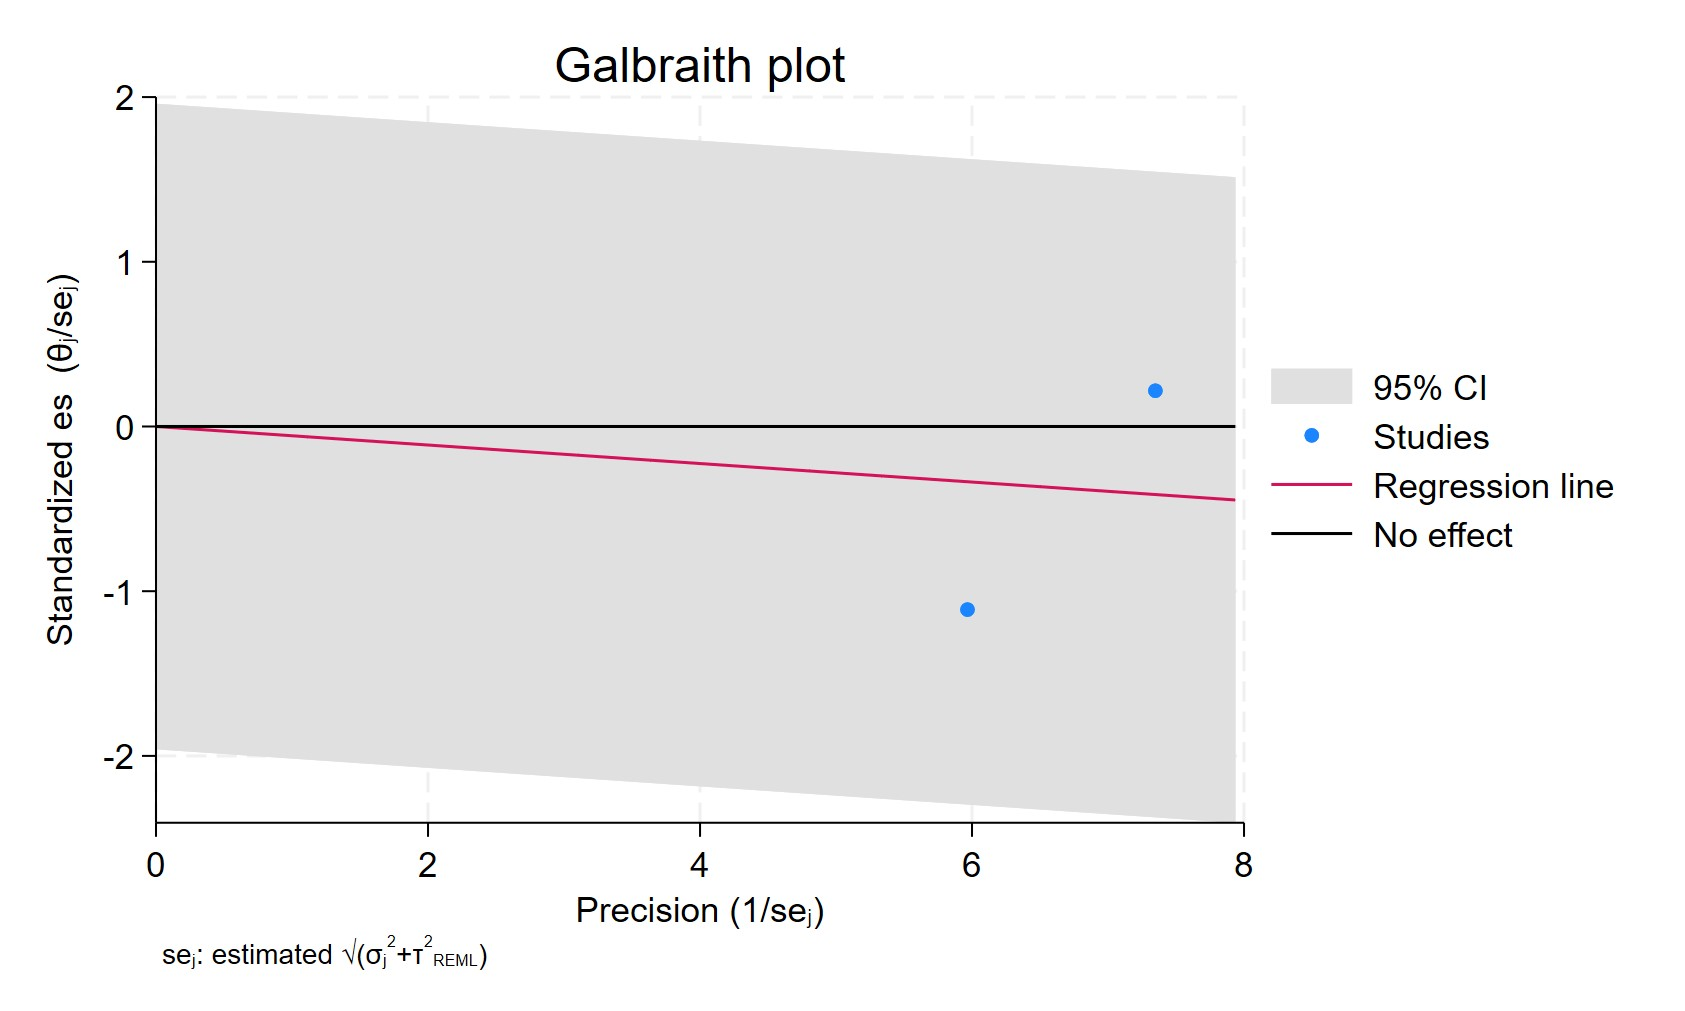 Galbraith plot
2
1
0
-1
-2
Standardized es (θⱼ/seⱼ)
0
2
4
6
8
Precision (1/seⱼ)
95% CI
Studies
Regression line
No effect
seⱼ: estimated √(σⱼ²+τ²REML)